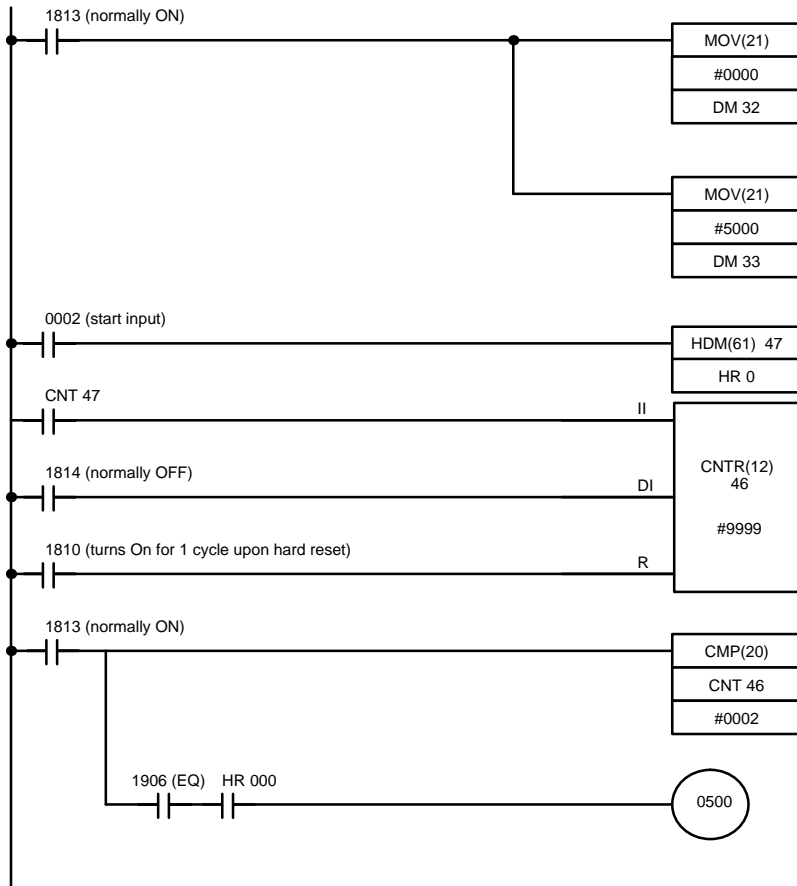 1813 (normally ON)
MOV(21)
#0000
DM 32
MOV(21)
#5000
DM 33
0002 (start input)
HDM(61) 47
HR 0
CNT 47
II
1814 (normally OFF)
DI
CNTR(12)
46
#9999
1810 (turns On for 1 cycle upon hard reset)
R
1813 (normally ON)
CMP(20)
CNT 46
#0002
1906 (EQ) HR 000
0500